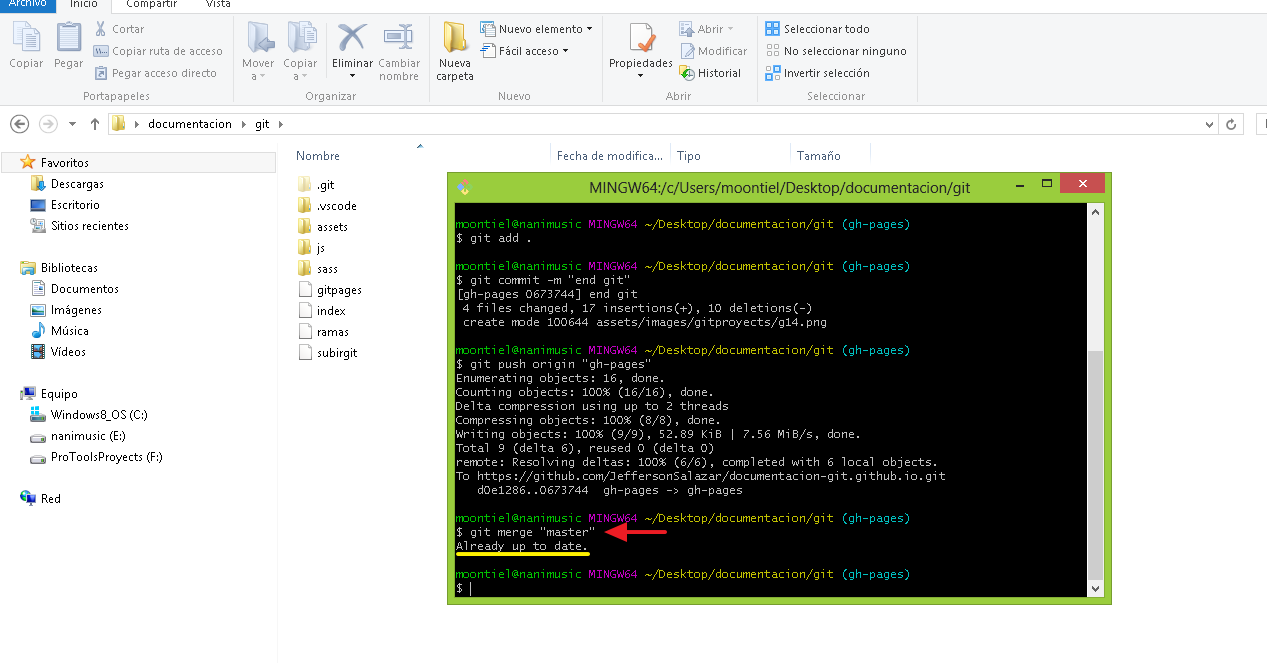 Archivo Inicio Compartir Vista
Copiar
Pegar
Cortar
Copiar ruta de acceso
Pegar acceso directo
Portapapeles
Mover a
Copiar a
Eliminar
Cambiar nombre
Organizar
Nueva carpeta
Nuevo elemento
Fácil acceso
Nuevo
Propiedades
Abrir
Modificar
Historial
Abrir
Seleccionar todo
No seleccionar ninguno
Invertir selección
Seleccionar
documentacion git
Favoritos
Descargas
Escritorio
Sitios recientes
Bibliotecas
Documentos
Imágenes
Música
Vídeos
Equipo
Windows8_OS (C:)
nanimusic (E:)
ProToolsProyects (F:)
Red
Nombre Fecha de modifica... Tipo Tamaño
.git
.vscode
assets
js
sass
gitpages
index
ramas
subirgit
MINGW64:/c/Users/moontiel/Desktop/documentacion/git
moontiel@nanimusic MINGW64 ~/Desktop/documentacion/git (gh-pages)
$ git add .
moontiel@nanimusic MINGW64 ~/Desktop/documentacion/git (gh-pages)
$ git commit -m "end git"
[gh-pages 0673744] end git
4 files changed, 17 insertions(+), 10 deletions(-)
create mode 100644 assets/images/gitproyects/g14.png
moontiel@nanimusic MINGW64 ~/Desktop/documentacion/git (gh-pages)
$ git push origin "gh-pages"
Enumerating objects: 16, done.
Counting objects: 100% (16/16), done.
Delta compression using up to 2 threads
Compressing objects: 100% (8/8), done.
Writing objects: 100% (9/9), 52.89 KiB | 7.56 MiB/s, done.
Total 9 (delta 6), reused 0 (delta 0)
remote: Resolving deltas: 100% (6/6), completed with 6 local objects.
To https://github.com/JeffersonSalazar/documentacion-git.github.io.git
d0e1286..0673744 gh-pages -> gh-pages
moontiel@nanimusic MINGW64 ~/Desktop/documentacion/git (gh-pages)
$ git merge "master"
Already up to date.
moontiel@nanimusic MINGW64 ~/Desktop/documentacion/git (gh-pages)
$